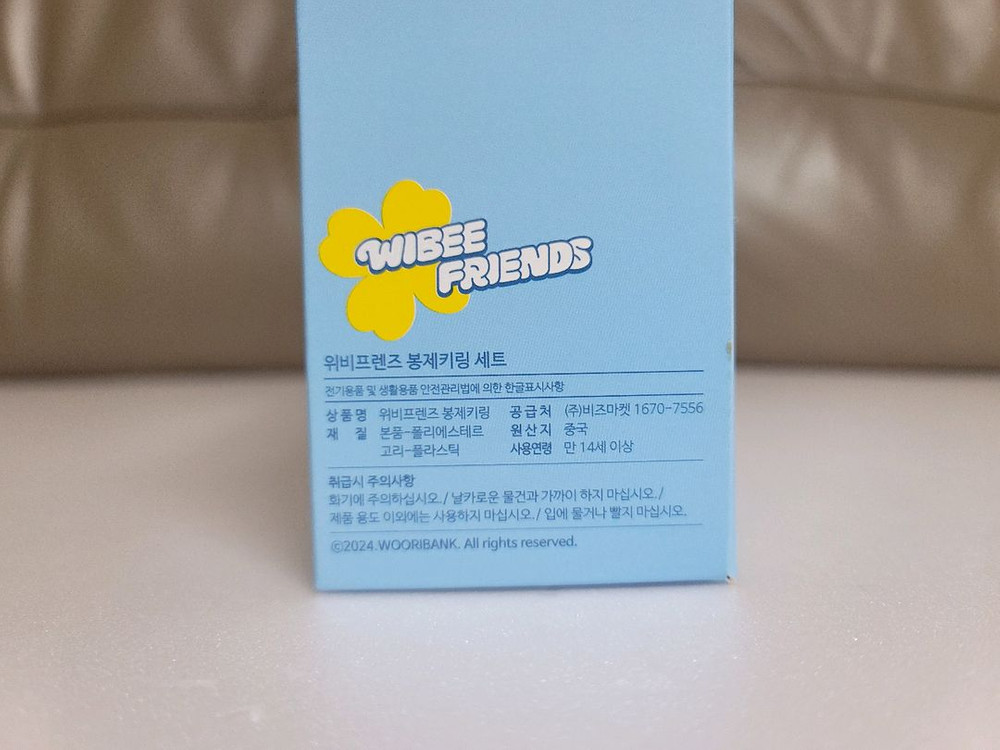 WIBEE
FRIENDS
위비프렌즈 봉제키링 세트
전기용품 및 생활용품 안전관리법에 의한 한글표시사항
상품명 위비프렌즈 봉제키링 공급처 (주)비즈마켓 1670-7556
재질 본품-폴리에스테르 원산지 중국
고리-플라스틱 사용연령 만 14세 이상
취급시 주의사항
화기에 주의하십시오. / 날카로운 물건과 가까이 하지 마십시오. /
제품 용도 이외에는 사용하지 마십시오. / 입에 물거나 빨지 마십시오.
©2024.WOORIBANK. All rights reserved.